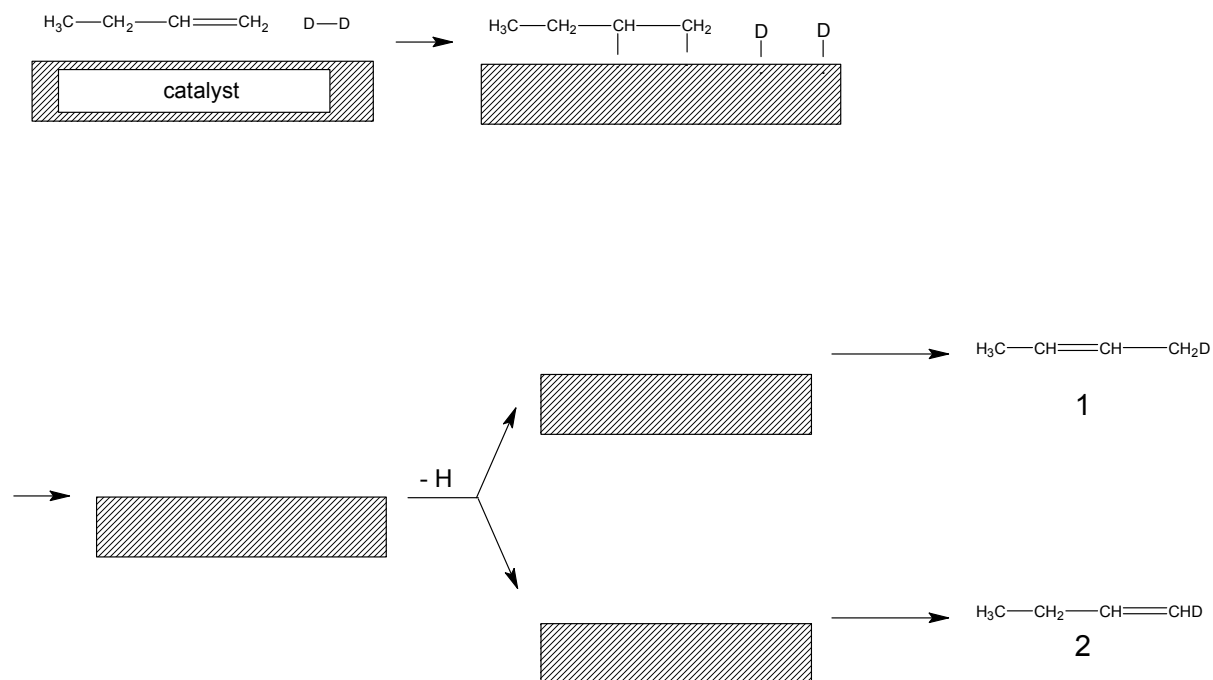 H₃C—CH₂—CH═CH₂ D—D
catalyst
H₃C—CH₂—CH—CH₂ D D
H₃C—CH═CH—CH₂D
1
- H
H₃C—CH₂—CH═CHD
2